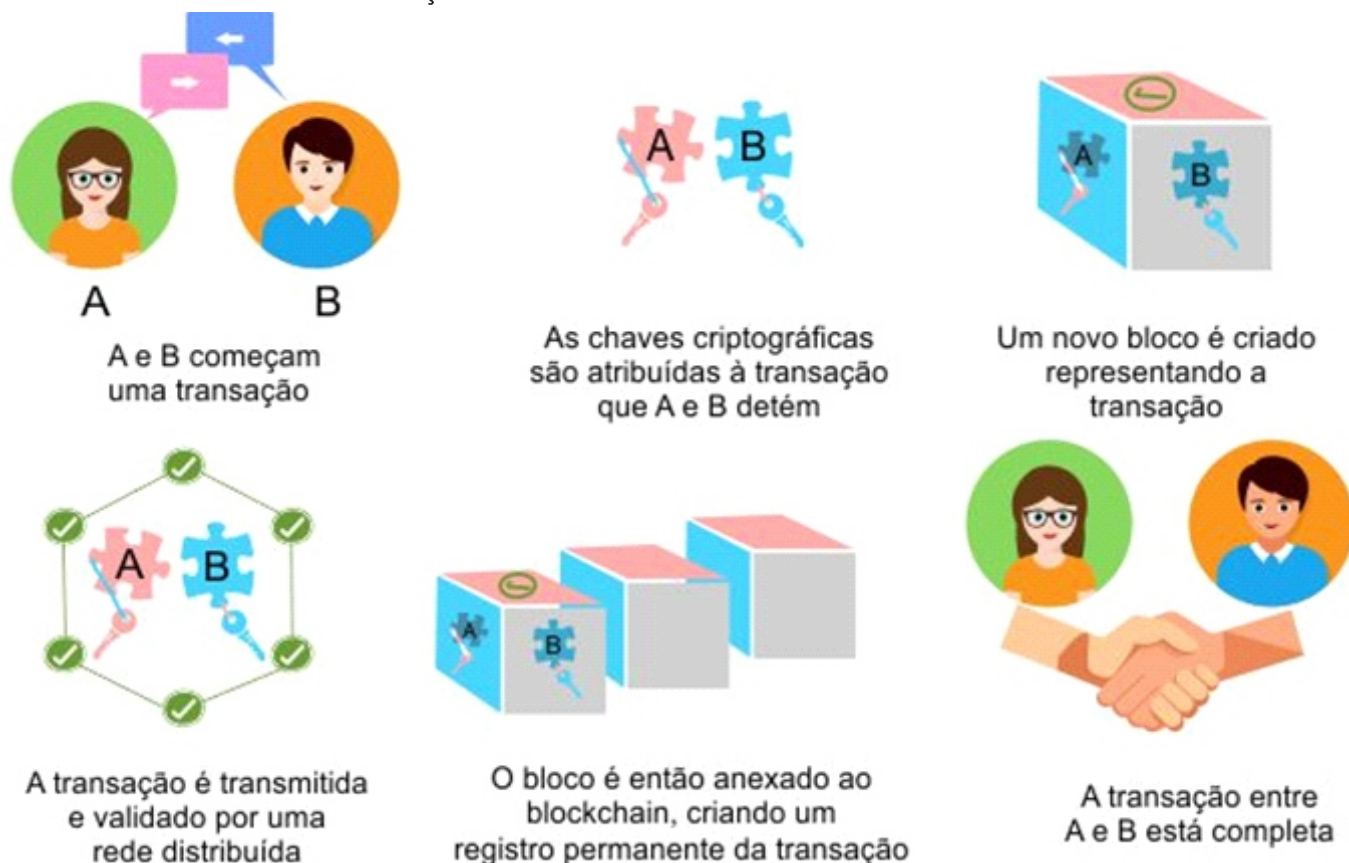 A
B
A e B começam
uma transação
A
B
As chaves criptográficas
são atribuídas à transação
que A e B detém
A
B
Um novo bloco é criado
representando a
transação
A
B
A transação é transmitida
e validado por uma
rede distribuída
A
B
O bloco é então anexado ao
blockchain, criando um
registro permanente da transação
A transação entre
A e B está completa